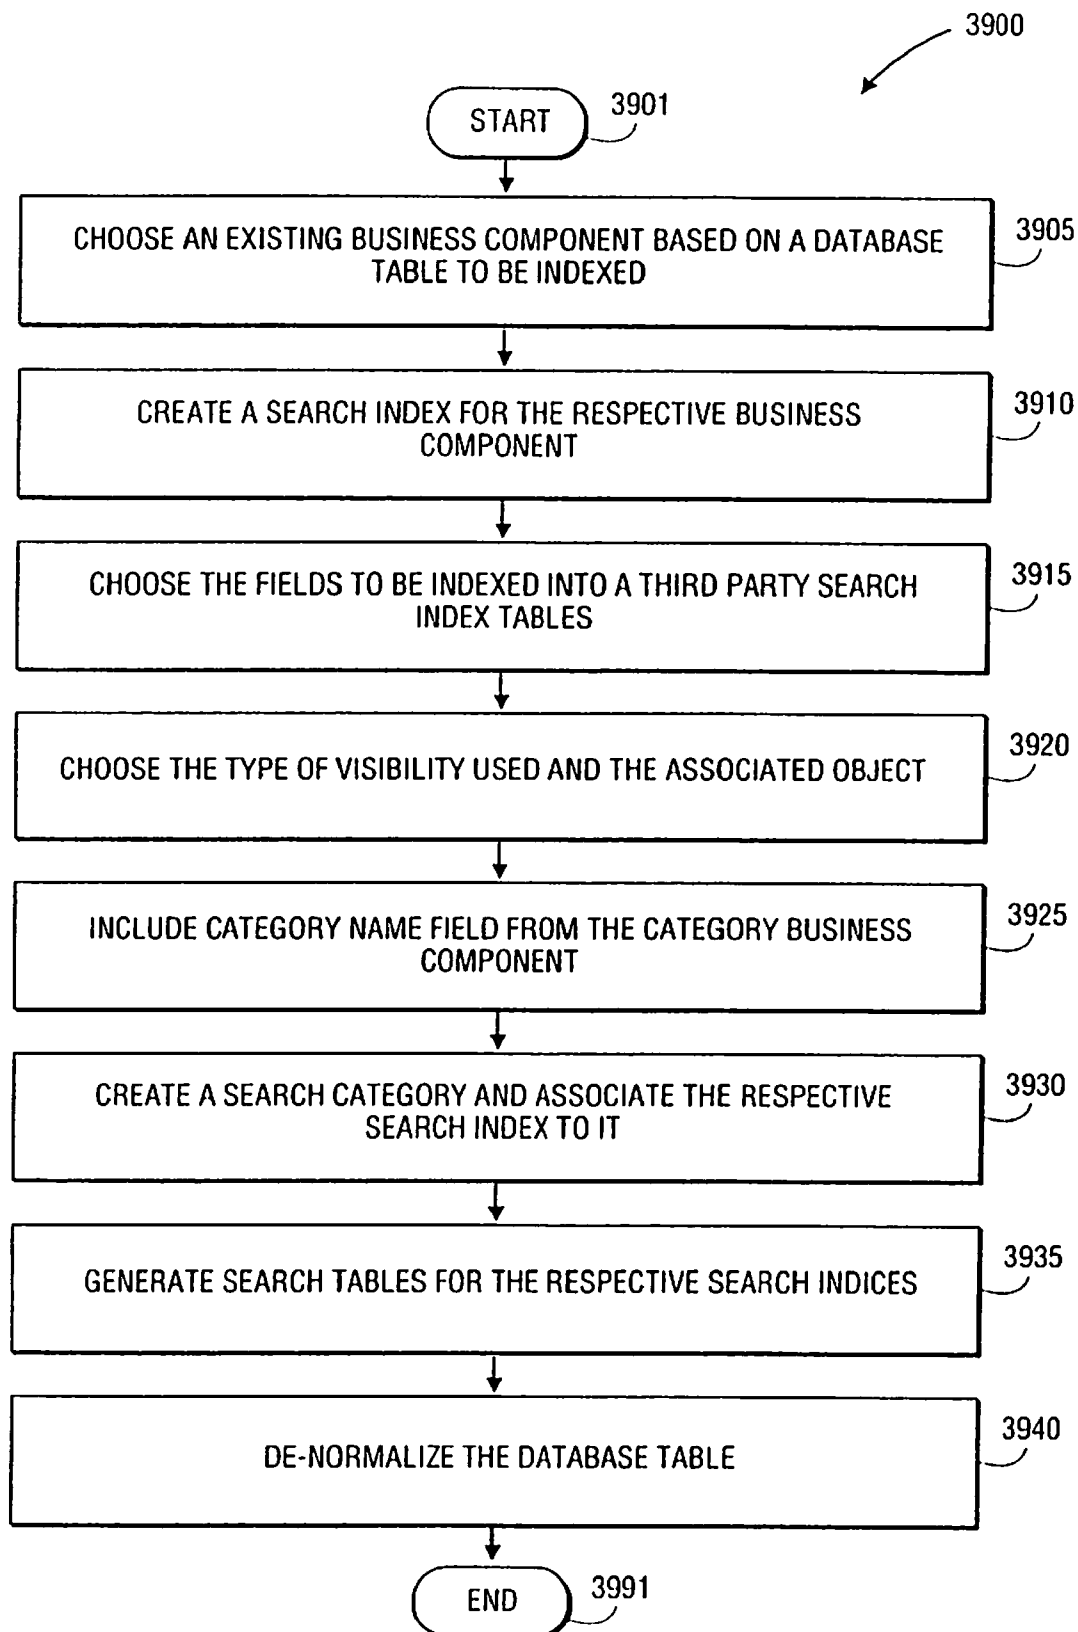 3900
START
3901
CHOOSE AN EXISTING BUSINESS COMPONENT BASED ON A DATABASE
TABLE TO BE INDEXED
3905
CREATE A SEARCH INDEX FOR THE RESPECTIVE BUSINESS
COMPONENT
3910
CHOOSE THE FIELDS TO BE INDEXED INTO A THIRD PARTY SEARCH
INDEX TABLES
3915
CHOOSE THE TYPE OF VISIBILITY USED AND THE ASSOCIATED OBJECT
3920
INCLUDE CATEGORY NAME FIELD FROM THE CATEGORY BUSINESS
COMPONENT
3925
CREATE A SEARCH CATEGORY AND ASSOCIATE THE RESPECTIVE
SEARCH INDEX TO IT
3930
GENERATE SEARCH TABLES FOR THE RESPECTIVE SEARCH INDICES
3935
DE-NORMALIZE THE DATABASE TABLE
3940
END
3991